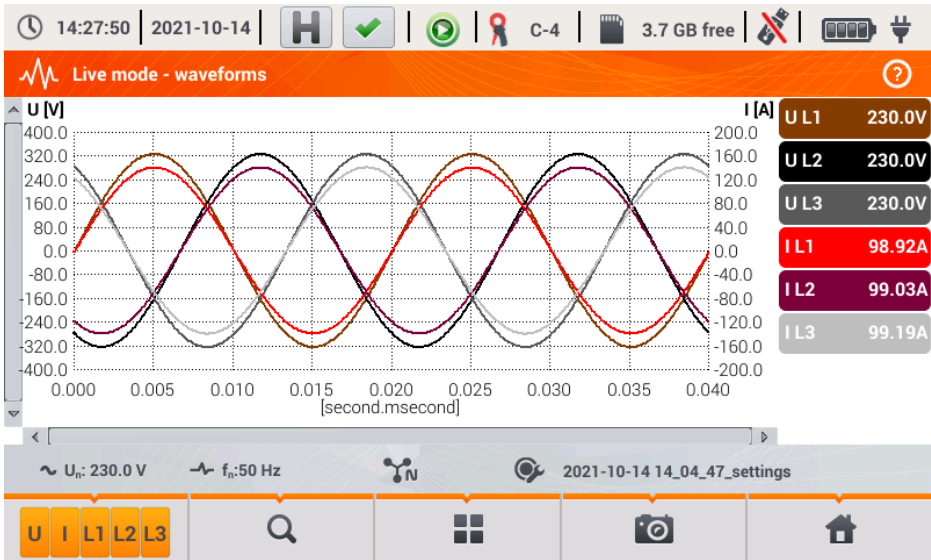 14:27:50 2021-10-14 H C-4 3.7 GB free
Live mode - waveforms ?
U [V] I [A]
400.0 200.0
320.0 160.0
240.0 120.0
160.0 80.0
80.0 40.0
0.0 0.0
-80.0 -40.0
-160.0 -80.0
-240.0 -120.0
-320.0 -160.0
-400.0 -200.0
0.000 0.005 0.010 0.015 0.020 0.025 0.030 0.035 0.040
[second.msecond]
U L1 230.0V
U L2 230.0V
U L3 230.0V
I L1 98.92A
I L2 99.03A
I L3 99.19A
Un: 230.0 V fn:50 Hz N 2021-10-14 14_04_47_settings
U I L1 L2 L3